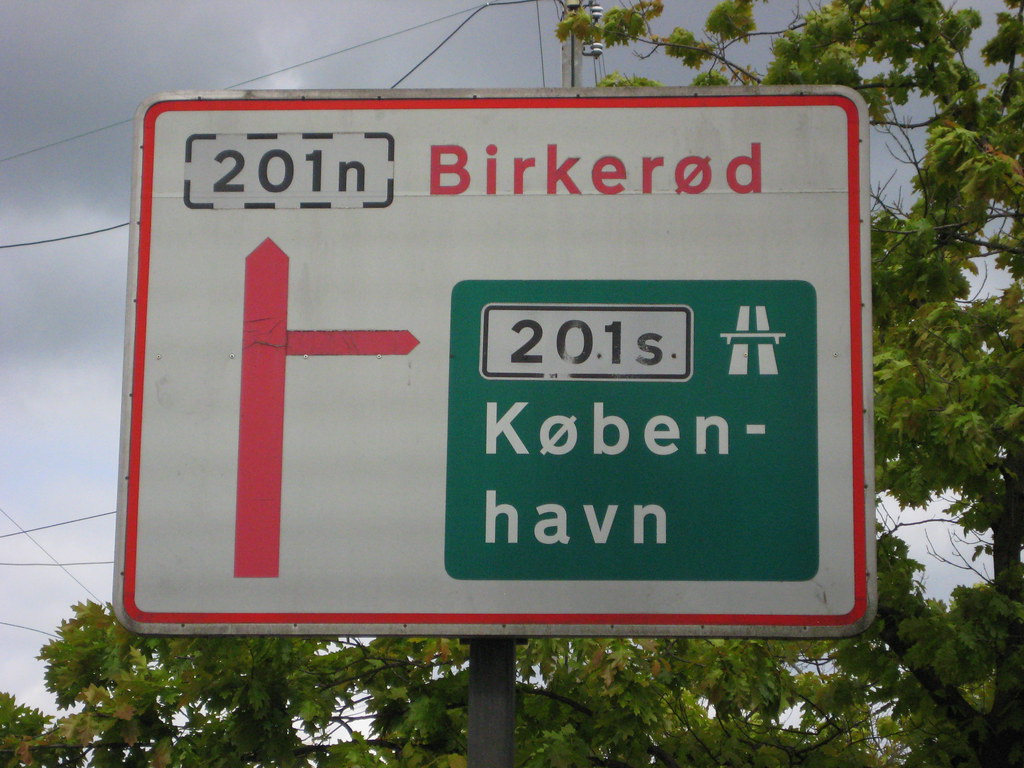 201n Birkerød
201s
Køben-
havn